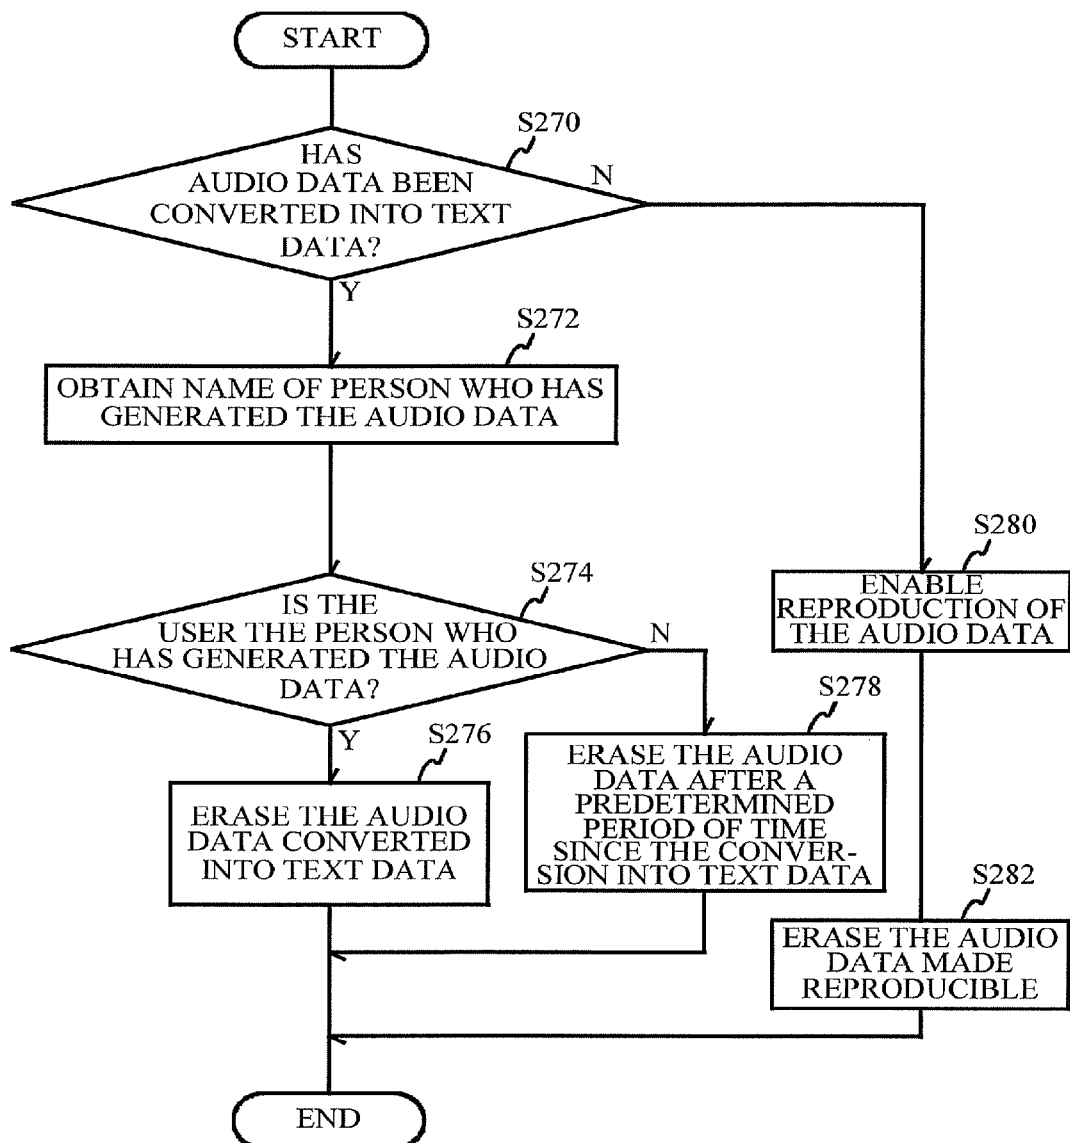 START
S270
HAS
AUDIO DATA BEEN
CONVERTED INTO TEXT
DATA?
N
Y
S272
OBTAIN NAME OF PERSON WHO HAS
GENERATED THE AUDIO DATA
S274
IS THE
USER THE PERSON WHO
HAS GENERATED THE AUDIO
DATA?
N
Y
S276
ERASE THE AUDIO
DATA CONVERTED
INTO TEXT DATA
S278
ERASE THE AUDIO
DATA AFTER A
PREDETERMINED
PERIOD OF TIME
SINCE THE CONVER-
SION INTO TEXT DATA
S280
ENABLE
REPRODUCTION OF
THE AUDIO DATA
S282
ERASE THE AUDIO
DATA MADE
REPRODUCIBLE
END